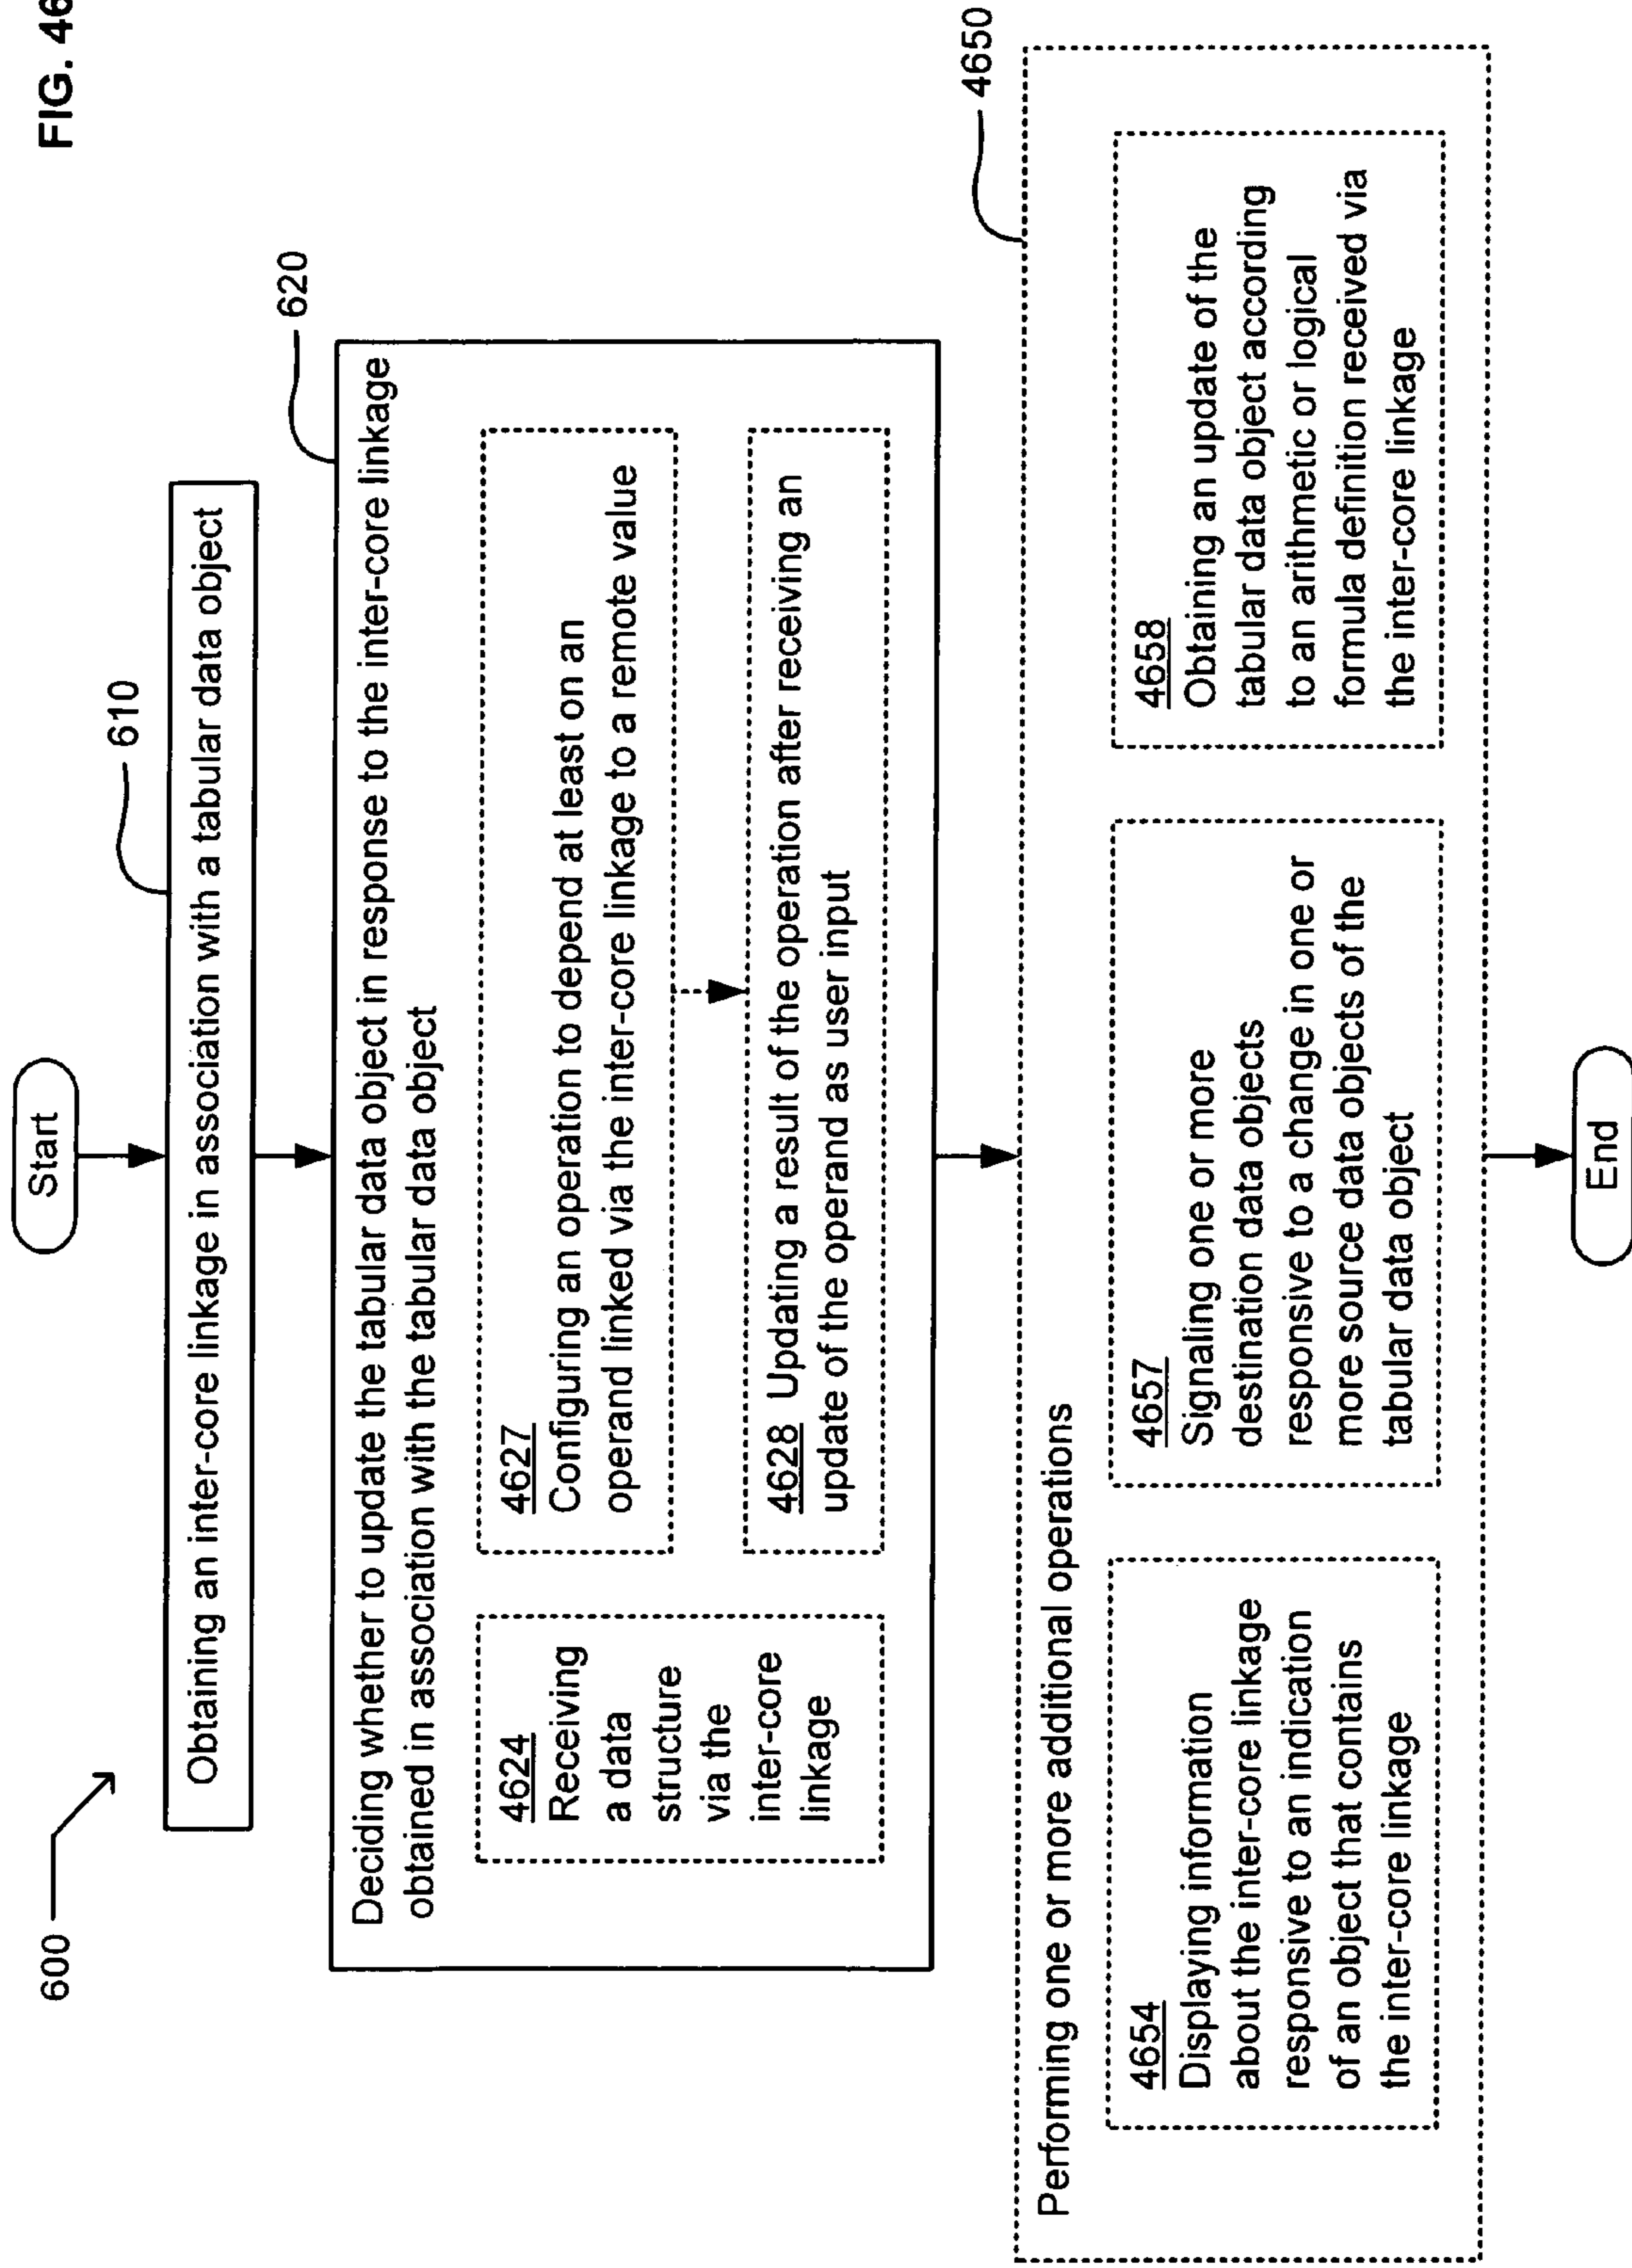 FIG. 46
600
Start
610
Obtaining an inter-core linkage in association with a tabular data object
620
Deciding whether to update the tabular data object in response to the inter-core linkage
obtained in association with the tabular data object
4624
Receiving
a data
structure
via the
inter-core
linkage
4627
Configuring an operation to depend at least on an
operand linked via the inter-core linkage to a remote value
4628 Updating a result of the operation after receiving an
update of the operand as user input
4650
Performing one or more additional operations
4654
Displaying information
about the inter-core linkage
responsive to an indication
of an object that contains
the inter-core linkage
4657
Signaling one or more
destination data objects
responsive to a change in one or
more source data objects of the
tabular data object
4658
Obtaining an update of the
tabular data object according
to an arithmetic or logical
formula definition received via
the inter-core linkage
End